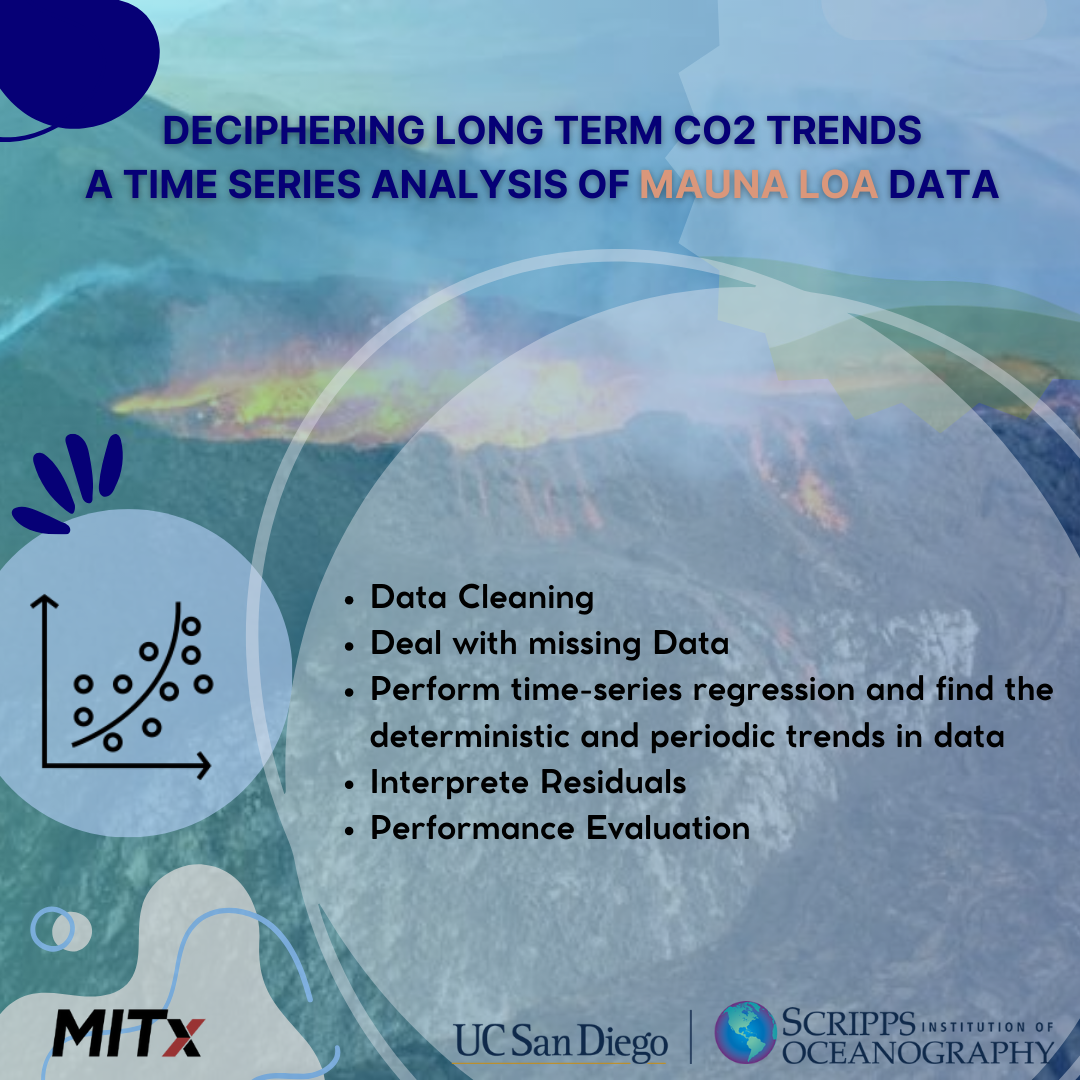 DECIPHERING LONG TERM CO2 TRENDS
A TIME SERIES ANALYSIS OF MAUNA LOA DATA
• Data Cleaning
• Deal with missing Data
• Perform time-series regression and find the
deterministic and periodic trends in data
• Interprete Residuals
• Performance Evaluation
MITx
UC San Diego
SCRIPPS INSTITUTION OF
OCEANOGRAPHY